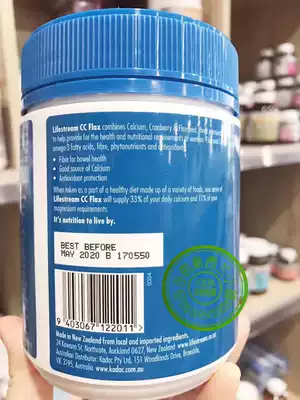 Lifestream CC Flax combines Calcium, Cranberry & Flaxseed
to help provide for the health and nutritional requirements of women
omega-3 fatty acids, fibre, phytonutrients and antioxidants
• Fibre for bowel health
• Good source of Calcium
• Antioxidant protection
When taken as part of a healthy diet made up of a variety of foods, one serve of
Lifestream CC Flax will supply 33% of your daily calcium and 11% of your
magnesium requirements.
It's nutrition to live by.
BEST BEFORE
MAY 2020 B 170550
9 403067 122011 >
Made in New Zealand from local and imported ingredients.
24 Kawana St, Northcote, Auckland 0627, New Zealand
Australian Distributor: Kadac Pty Ltd, 151 Woodlands Drive, Braeside,
VIC 3195, Australia
www.kadac.com.au